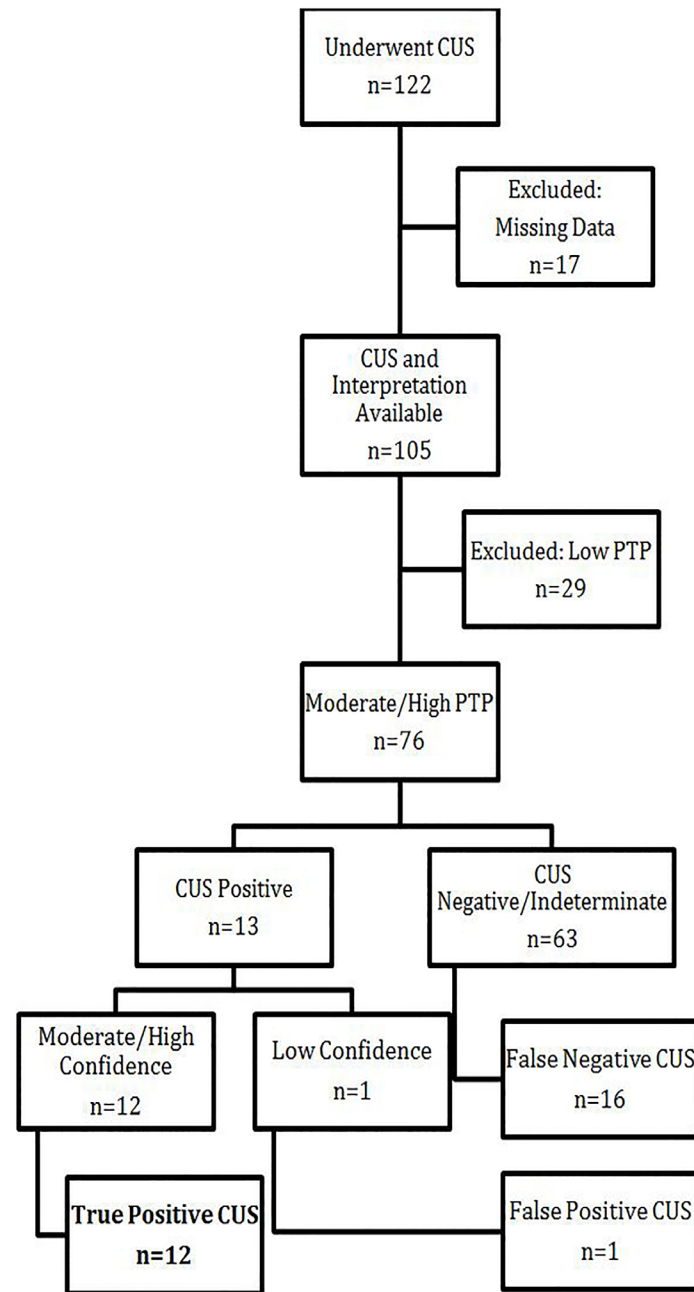 Underwent CUS
n=122
Excluded:
Missing Data
n=17
CUS and
Interpretation
Available
n=105
Excluded: Low PTP
n=29
Moderate/High PTP
n=76
CUS Positive
n=13
CUS
Negative/Indeterminate
n=63
Moderate/High
Confidence
n=12
Low Confidence
n=1
False Negative CUS
n=16
True Positive CUS
n=12
False Positive CUS
n=1